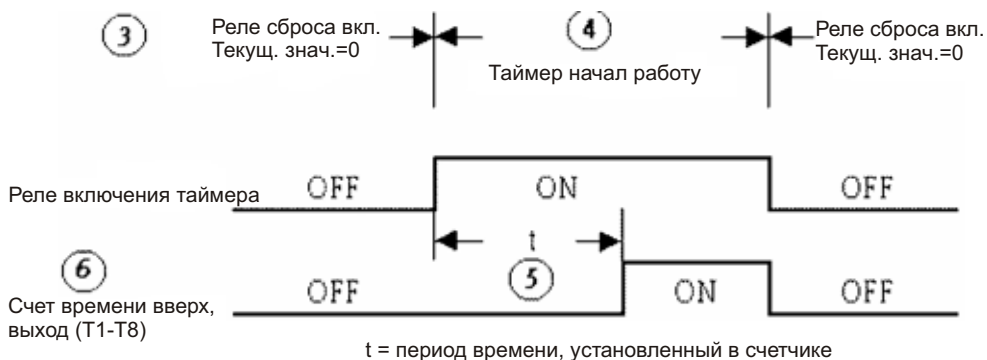 3
Реле сброса вкл.
Текущ. знач.=0
4
Таймер начал работу
Реле сброса вкл.
Текущ. знач.=0
Реле включения таймера
OFF
ON
OFF
t
5
6
Счет времени вверх,
выход (T1-T8)
OFF
ON
OFF
t = период времени, установленный в счетчике